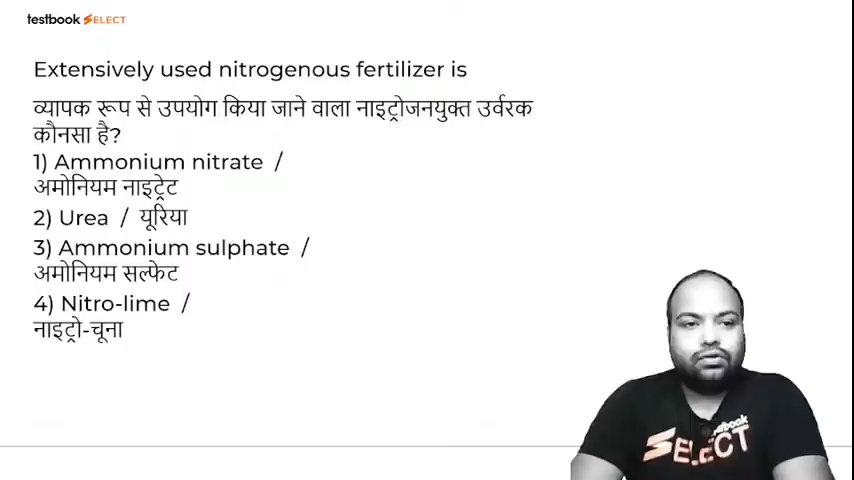 testbook SELECT
Extensively used nitrogenous fertilizer is
व्यापक रूप से उपयोग किया जाने वाला नाइट्रोजनयुक्त उर्वरक
कौनसा है?
1) Ammonium nitrate /
अमोनियम नाइट्रेट
2) Urea / यूरिया
3) Ammonium sulphate /
अमोनियम सल्फेट
4) Nitro-lime /
नाइट्रो-चूना
SELECT